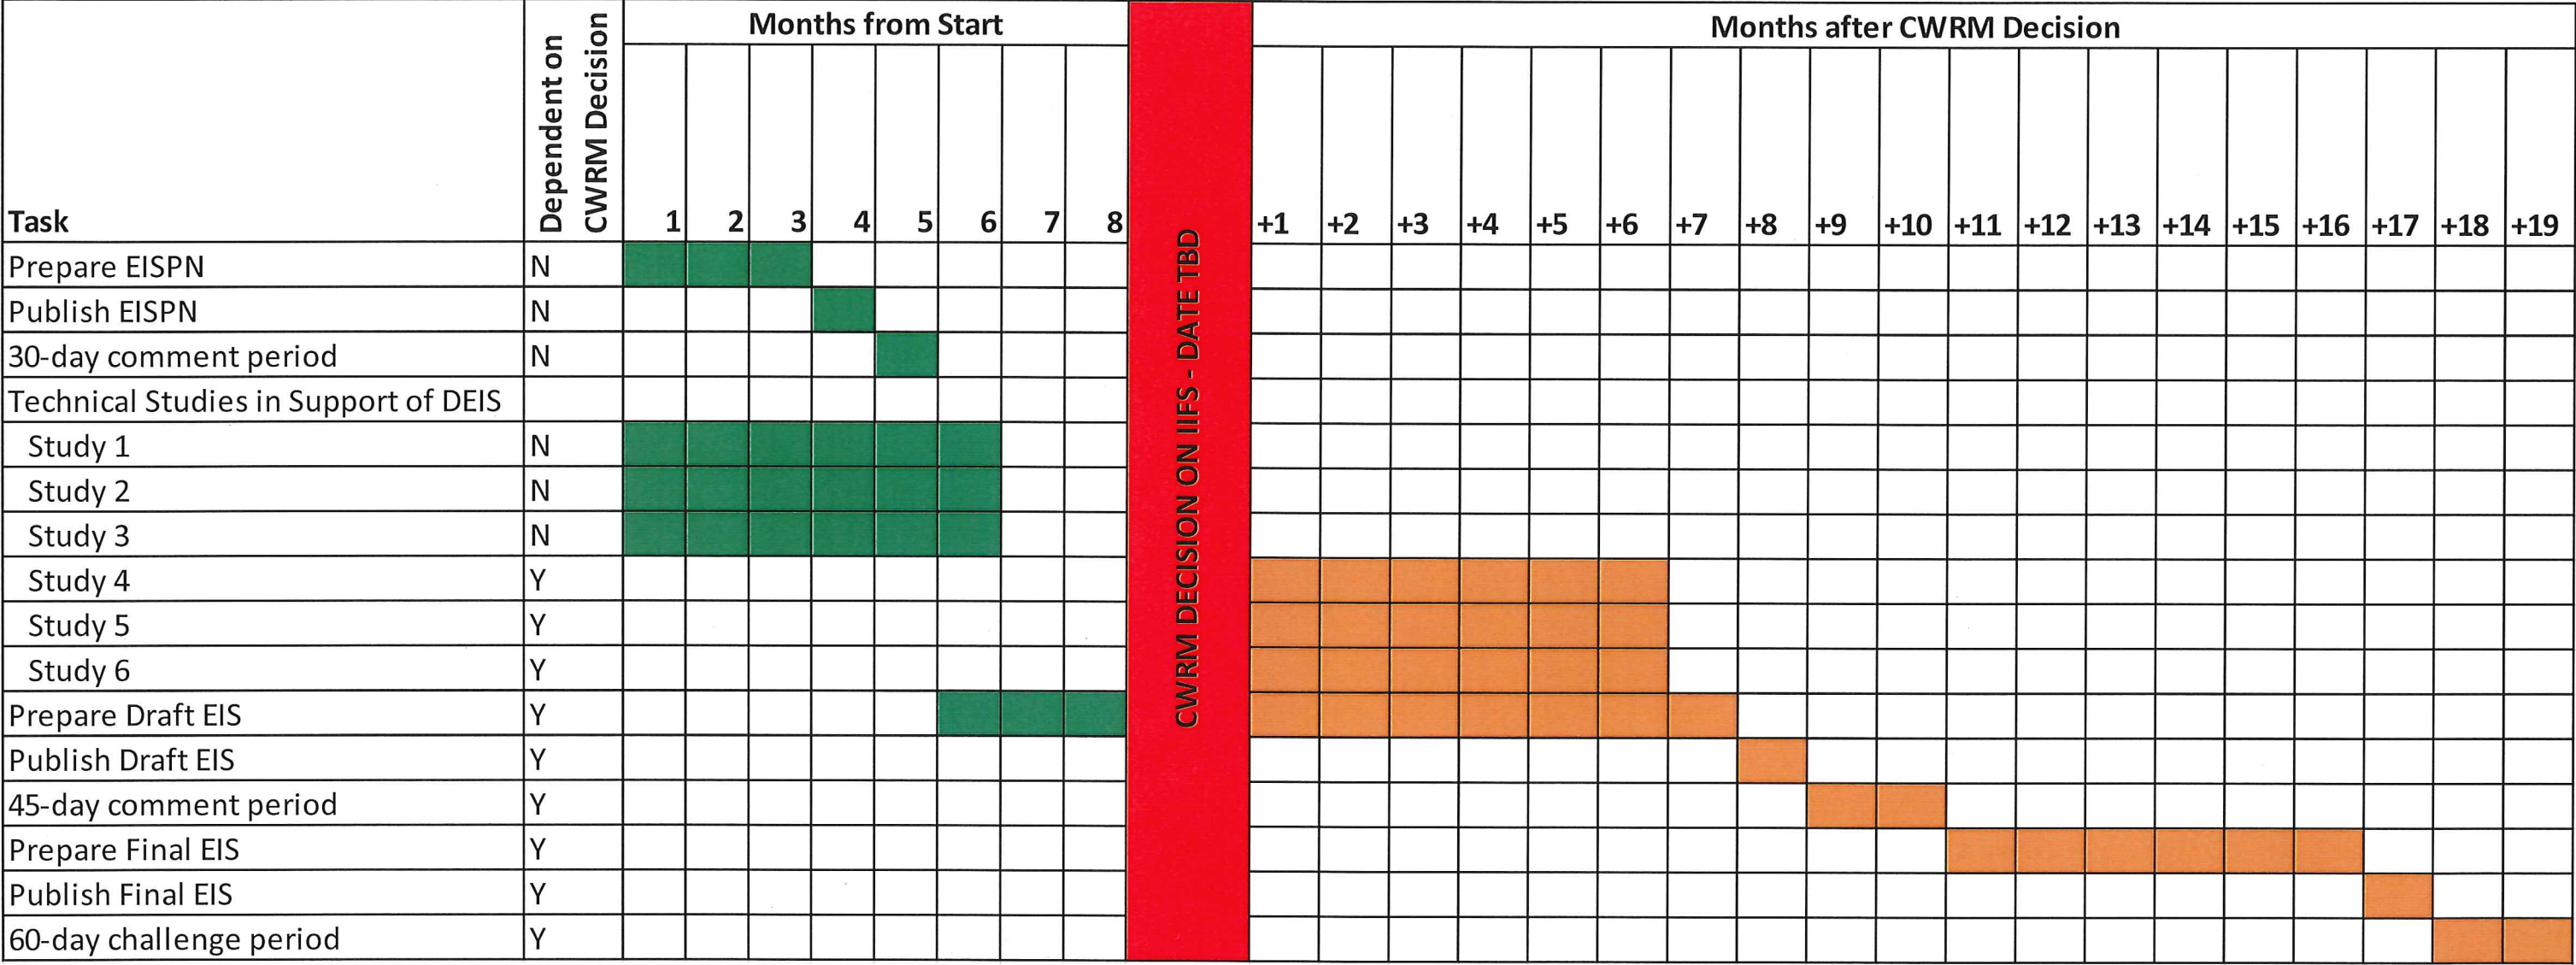 Months from Start
Months after CWRM Decision
Task
Dependent on
CWRM Decision
1 2 3 4 5 6 7 8
+1 +2 +3 +4 +5 +6 +7 +8 +9 +10 +11 +12 +13 +14 +15 +16 +17 +18 +19
CWRM DECISION ON IIFS - DATE TBD
Prepare EISPN N
Publish EISPN N
30-day comment period N
Technical Studies in Support of DEIS
Study 1 N
Study 2 N
Study 3 N
Study 4 Y
Study 5 Y
Study 6 Y
Prepare Draft EIS Y
Publish Draft EIS Y
45-day comment period Y
Prepare Final EIS Y
Publish Final EIS Y
60-day challenge period Y